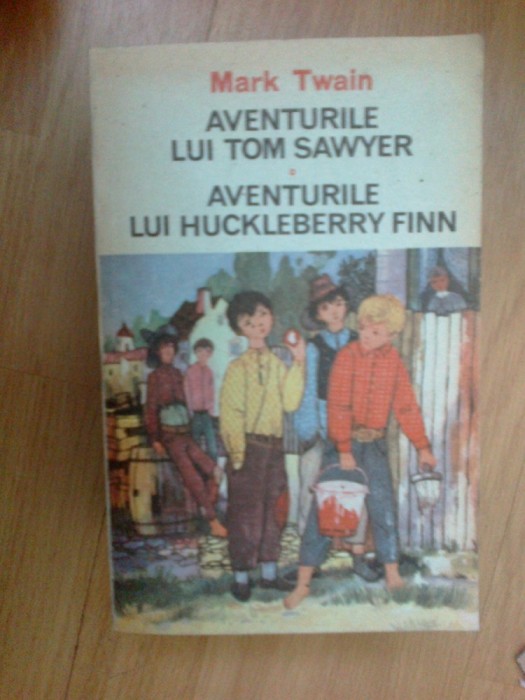 Mark Twain
AVENTURILE
LUI TOM SAWYER
AVENTURILE
LUI HUCKLEBERRY FINN